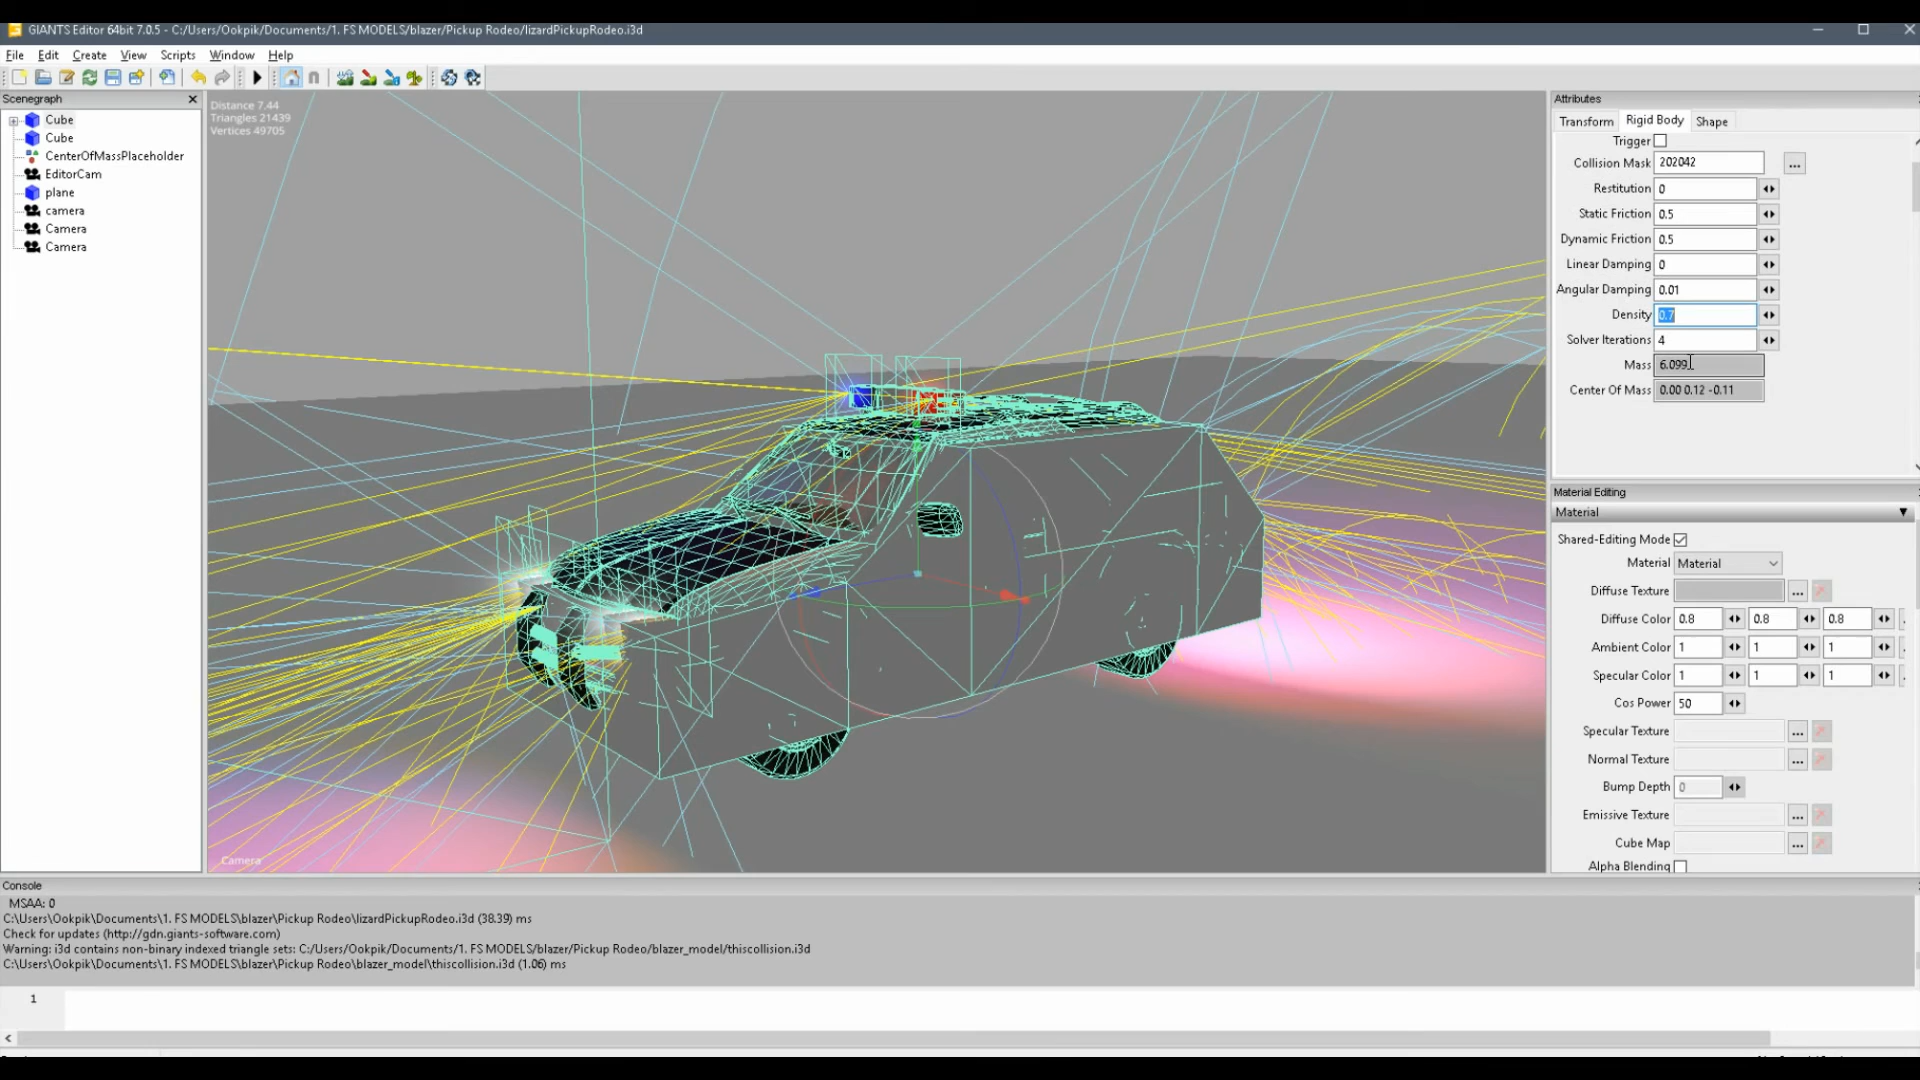 GIANTS Editor 64bit 7.0.5 - C:/Users/Ookpik/Documents/1. FS MODELS/blazer/Pickup Rodeo/lizardPickupRodeo.i3d
File Edit Create View Scripts Window Help
Scenegraph
Cube
Cube
CenterOfMassPlaceholder
EditorCam
plane
camera
Camera
Camera
Distance 7.44
Triangles 21439
Vertices 49705
Camera
Attributes
Transform Rigid Body Shape
Trigger
Collision Mask 202042 ...
Restitution 0
Static Friction 0.5
Dynamic Friction 0.5
Linear Damping 0
Angular Damping 0.01
Density 0.7
Solver Iterations 4
Mass 6.099
Center Of Mass 0.00 0.12 -0.11
Material Editing
Material
Shared-Editing Mode
Material Material
Diffuse Texture ...
Diffuse Color 0.8 0.8 0.8
Ambient Color 1 1 1
Specular Color 1 1 1
Cos Power 50
Specular Texture ...
Normal Texture ...
Bump Depth 0
Emissive Texture ...
Cube Map ...
Alpha Blending
Console
MSAA: 0
C:\Users\Ookpik\Documents\1. FS MODELS\blazer\Pickup Rodeo\lizardPickupRodeo.i3d (38.39) ms
Check for updates (http://gdn.giants-software.com)
Warning: i3d contains non-binary indexed triangle sets: C:/Users/Ookpik/Documents/1. FS MODELS/blazer/Pickup Rodeo/blazer_model/thiscollision.i3d
C:\Users\Ookpik\Documents\1. FS MODELS\blazer\Pickup Rodeo\blazer_model\thiscollision.i3d (1.06) ms
1